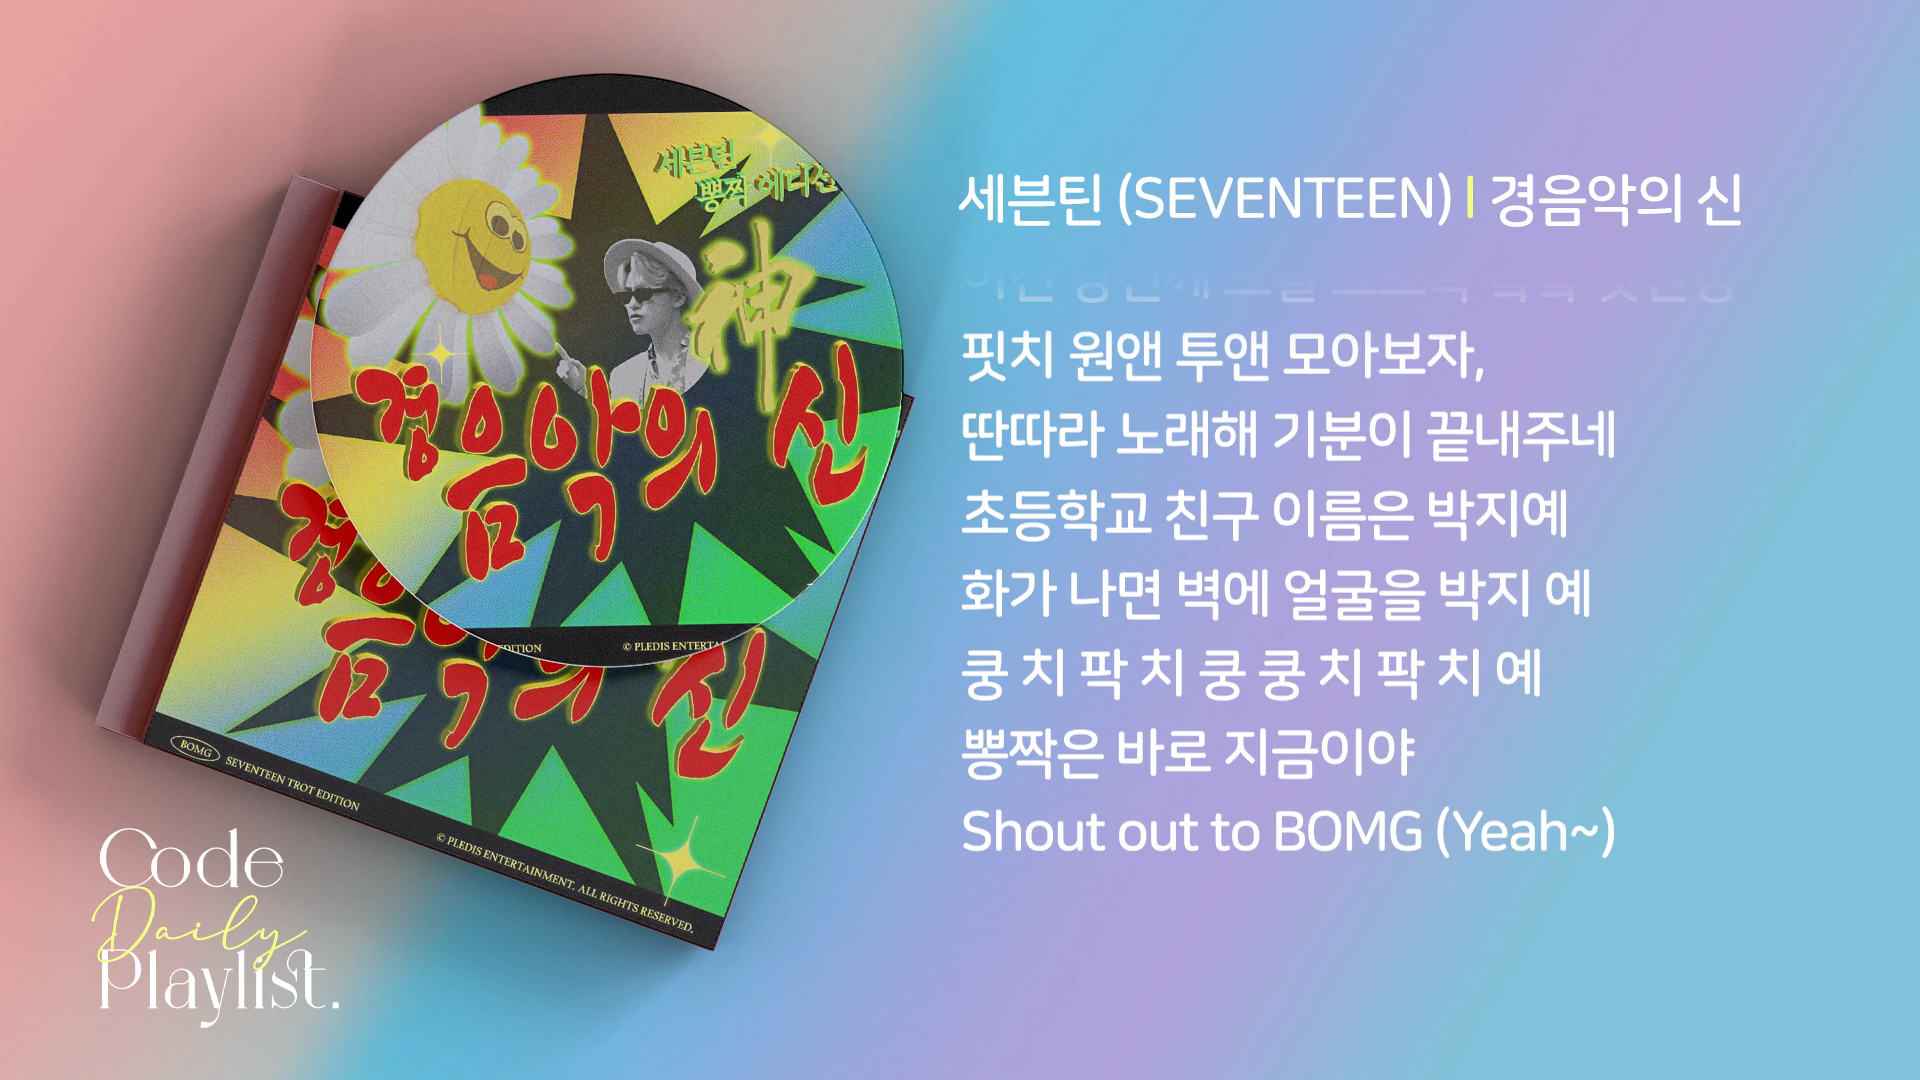 세븐틴 (SEVENTEEN) | 경음악의 신
핏치 원앤 투앤 모아보자,
딴따라 노래해 기분이 끝내주네
초등학교 친구 이름은 박지예
화가 나면 벽에 얼굴을 박지 예
쿵 치 팍 치 쿵 쿵 치 팍 치 예
뽕짝은 바로 지금이야
Shout out to BOMG (Yeah~)
세븐틴
뽕짝 에디션
神
경음악의 신
EDITION
© PLEDIS ENTERTA
음악의 신
BOMG
SEVENTEEN TROT EDITION
© PLEDIS ENTERTAINMENT. ALL RIGHTS RESERVED.
Code
Daily
Playlist.